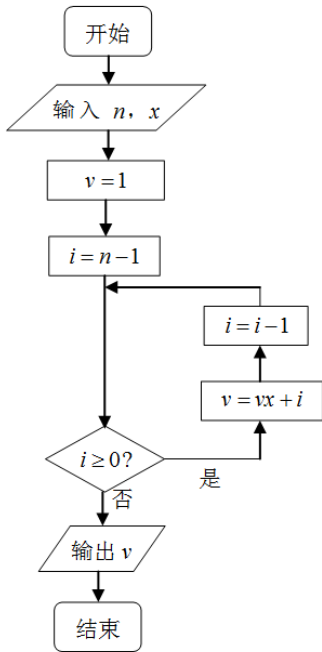 开始
输入 n，x
v = 1
i = n − 1
i = i − 1
v = vx + i
i ≥ 0?
是
否
输出 v
结束